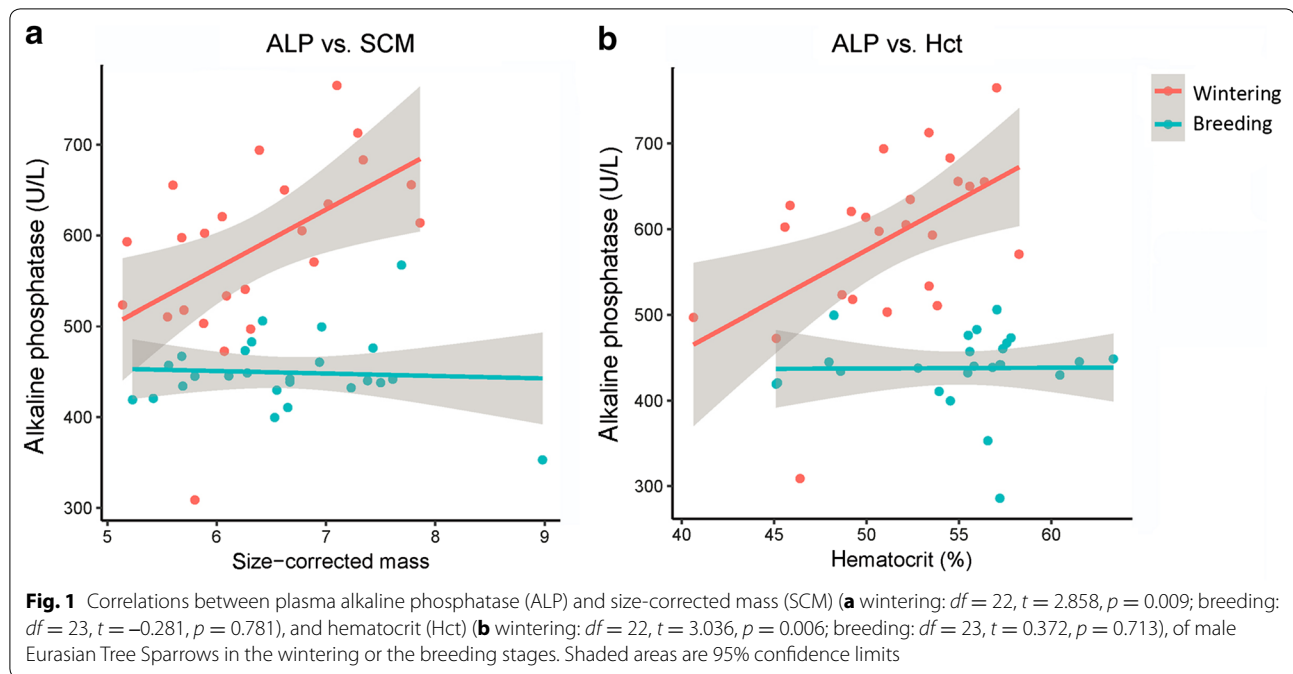 a
ALP vs. SCM
Alkaline phosphatase (U/L)
700
600
500
400
300
5 6 7 8 9
Size−corrected mass
b
ALP vs. Hct
Alkaline phosphatase (U/L)
700
600
500
400
300
40 45 50 55 60
Hematocrit (%)
Wintering
Breeding
Fig. 1 Correlations between plasma alkaline phosphatase (ALP) and size-corrected mass (SCM) (a wintering: df = 22, t = 2.858, p = 0.009; breeding:
df = 23, t = –0.281, p = 0.781), and hematocrit (Hct) (b wintering: df = 22, t = 3.036, p = 0.006; breeding: df = 23, t = 0.372, p = 0.713), of male
Eurasian Tree Sparrows in the wintering or the breeding stages. Shaded areas are 95% confidence limits